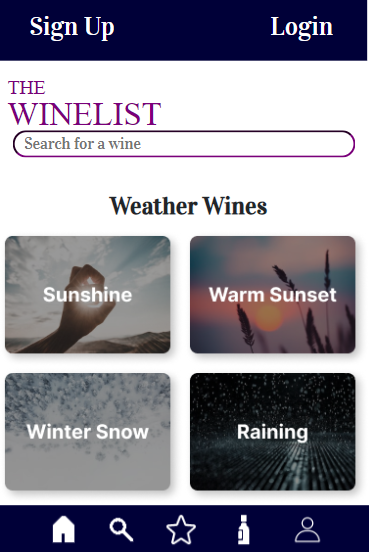 Sign Up Login
THE
WINELIST
Search for a wine
Weather Wines
Sunshine Warm Sunset
Winter Snow Raining